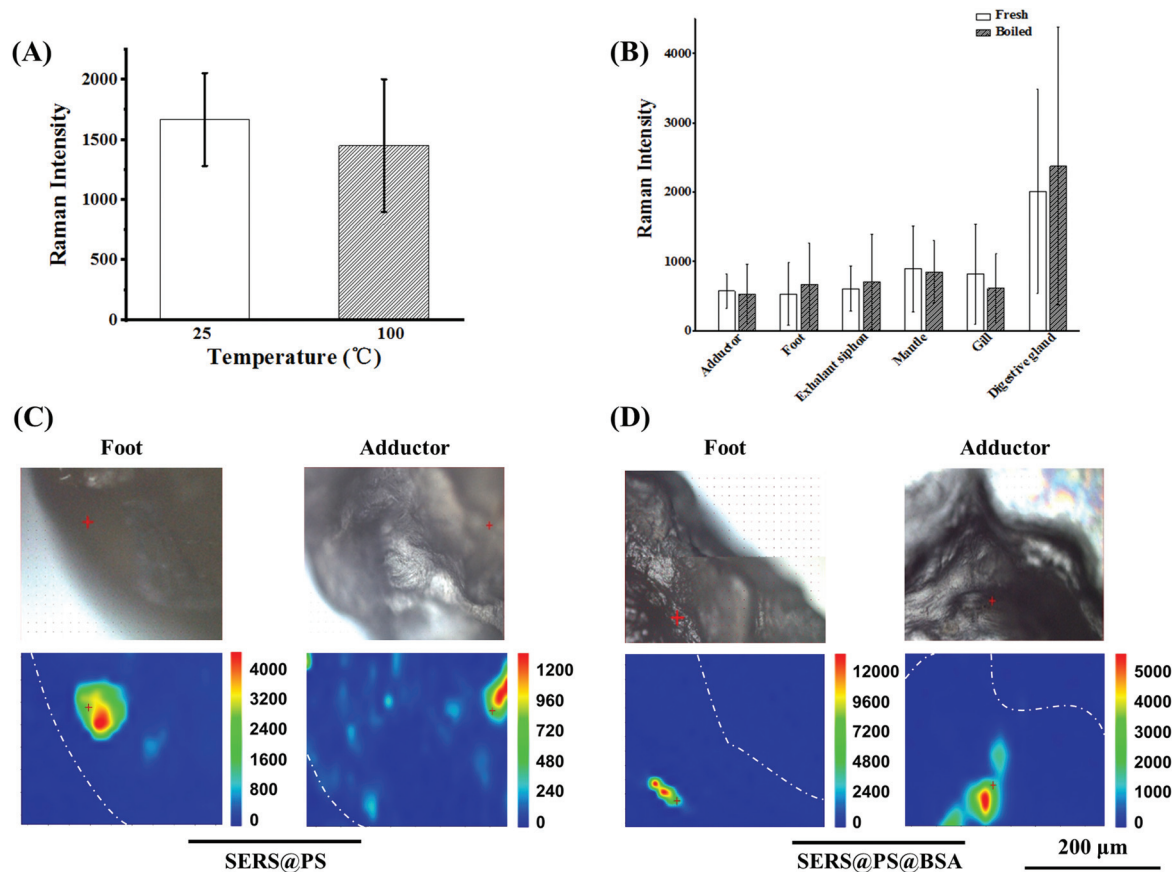 (A)
Raman Intensity
2000
1500
1000
500
0
25
100
Temperature (℃)
(B)
Fresh
Boiled
Raman Intensity
4000
3000
2000
1000
0
Adductor
Foot
Exhalant siphon
Mantle
Gill
Digestive gland
(C)
Foot
Adductor
4000
3200
2400
1600
800
0
1200
960
720
480
240
0
SERS@PS
(D)
Foot
Adductor
12000
9600
7200
4800
2400
0
5000
4000
3000
2000
1000
0
SERS@PS@BSA
200 μm